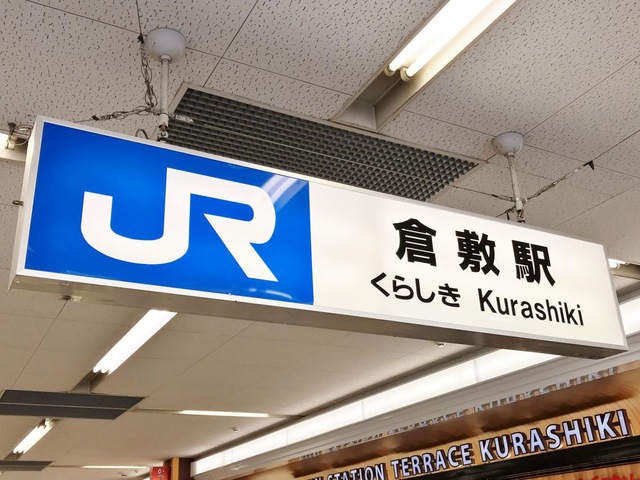 JR
倉敷駅
くらしき Kurashiki
STATION TERRACE KURASHIKI